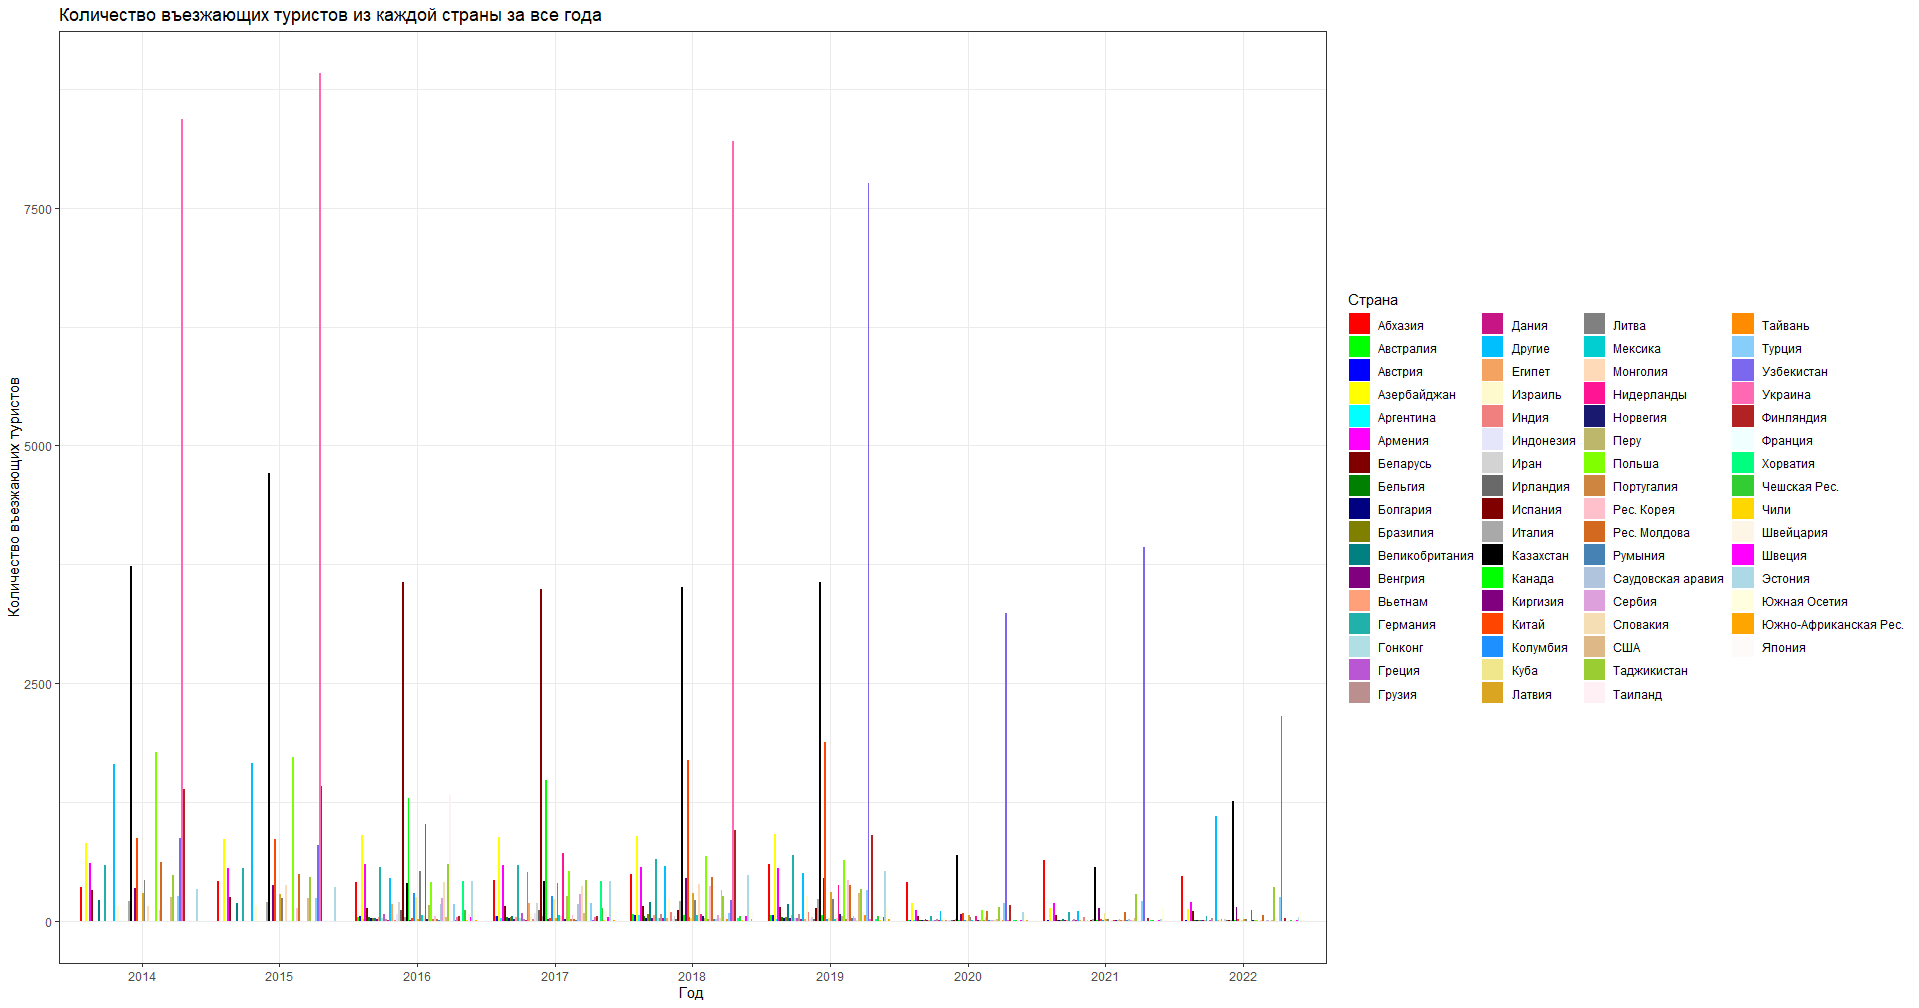 Количество въезжающих туристов из каждой страны за все года
Количество въезжающих туристов
7500
5000
2500
0
2014 2015 2016 2017 2018 2019 2020 2021 2022
Год
Страна
Абхазия
Австралия
Австрия
Азербайджан
Аргентина
Армения
Беларусь
Бельгия
Болгария
Бразилия
Великобритания
Венгрия
Вьетнам
Германия
Гонконг
Греция
Грузия
Дания
Другие
Египет
Израиль
Индия
Индонезия
Иран
Ирландия
Испания
Италия
Казахстан
Канада
Киргизия
Китай
Колумбия
Куба
Латвия
Литва
Мексика
Монголия
Нидерланды
Норвегия
Перу
Польша
Португалия
Рес. Корея
Рес. Молдова
Румыния
Саудовская аравия
Сербия
Словакия
США
Таджикистан
Таиланд
Тайвань
Турция
Узбекистан
Украина
Финляндия
Франция
Хорватия
Чешская Рес.
Чили
Швейцария
Швеция
Эстония
Южная Осетия
Южно-Африканская Рес.
Япония